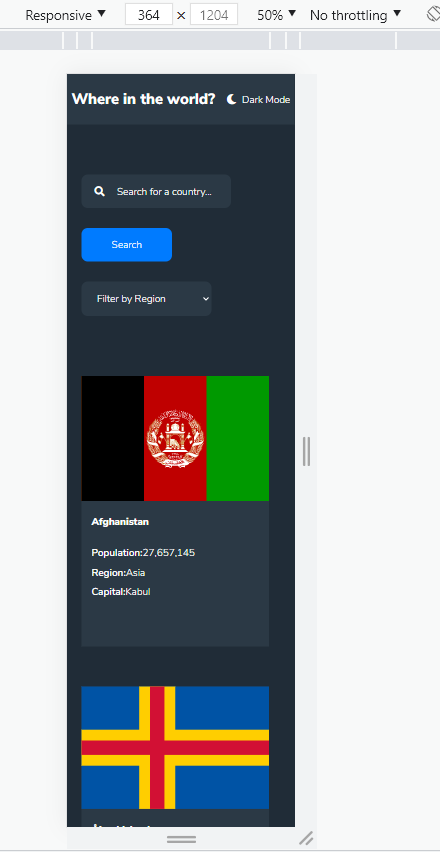 Responsive ▼ 364 × 1204 50% ▼ No throttling ▼
Where in the world? Dark Mode
Search for a country...
Search
Filter by Region
Afghanistan
Population:27,657,145
Region:Asia
Capital:Kabul